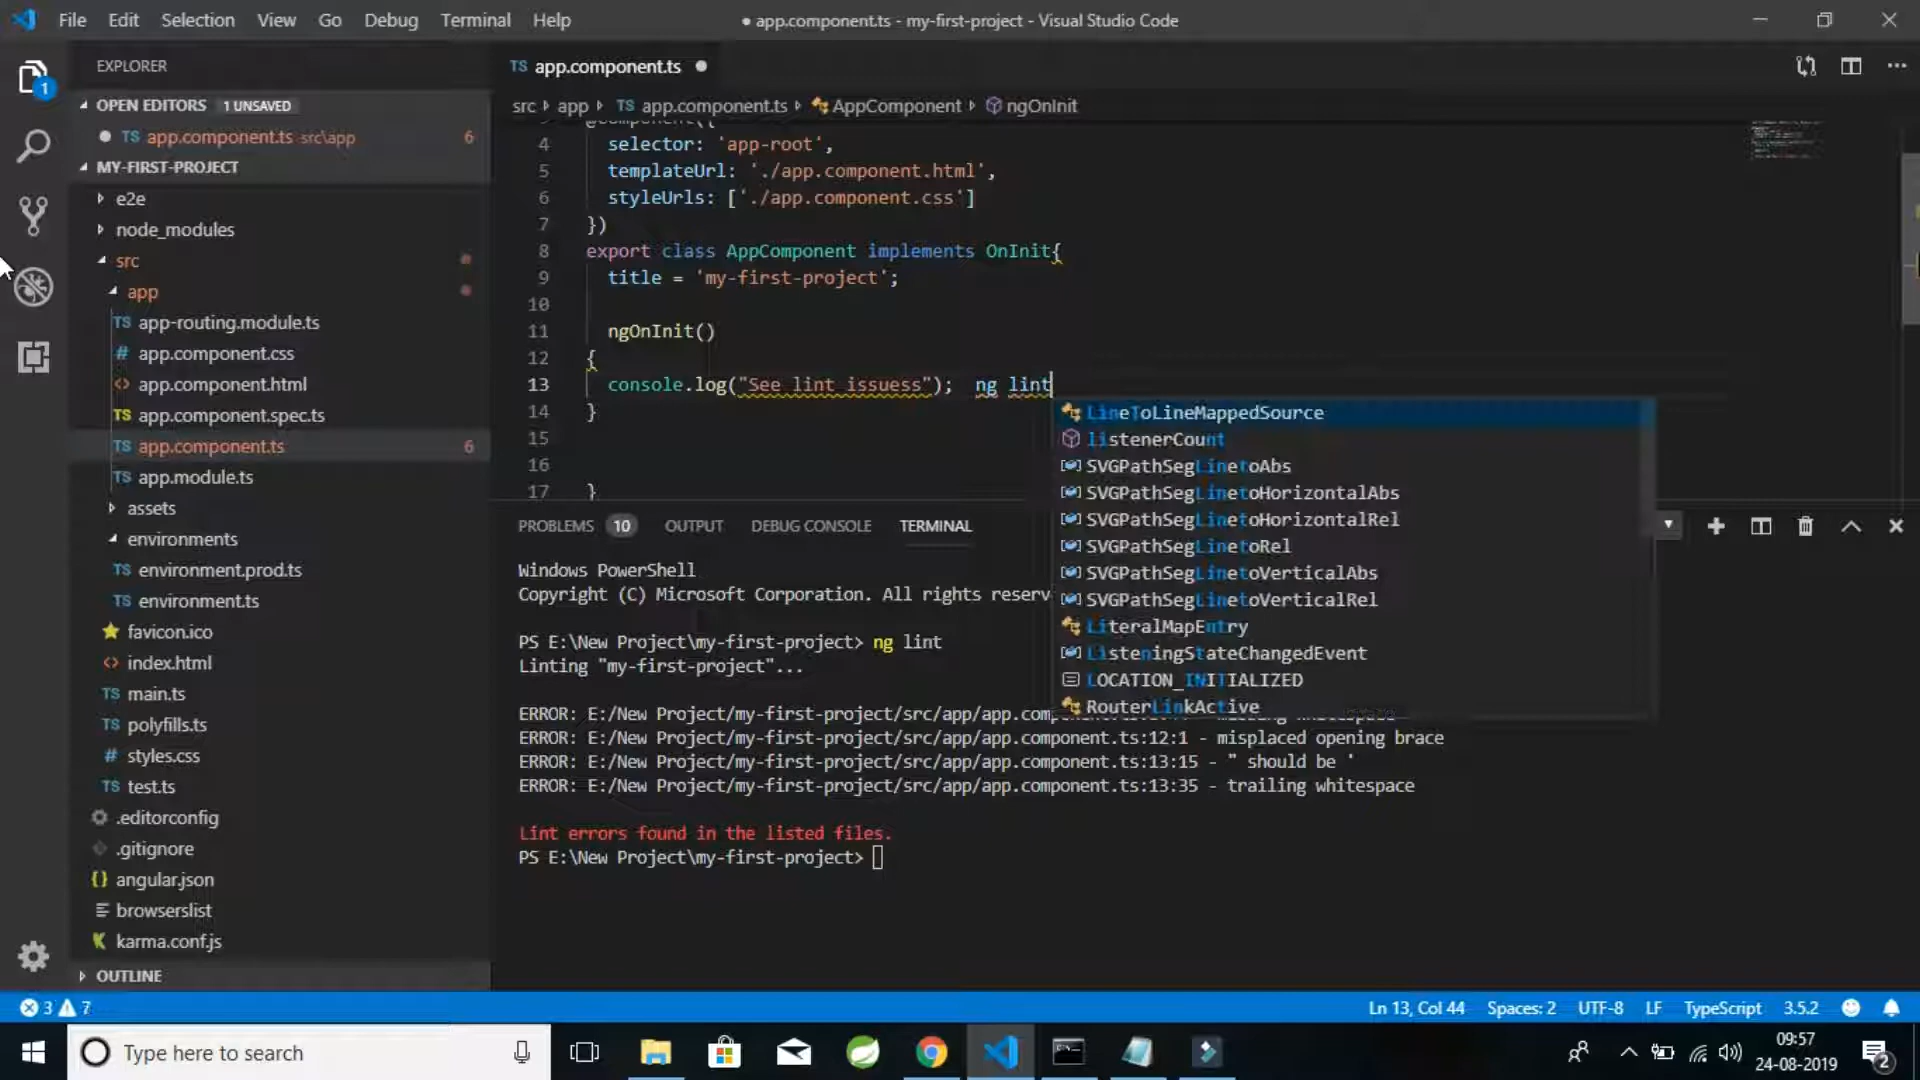 File Edit Selection View Go Debug Terminal Help
● app.component.ts - my-first-project - Visual Studio Code
EXPLORER
OPEN EDITORS 1 UNSAVED
TS app.component.ts src\app 6
MY-FIRST-PROJECT
e2e
node_modules
src
app
TS app-routing.module.ts
# app.component.css
<> app.component.html
TS app.component.spec.ts
TS app.component.ts 6
TS app.module.ts
assets
environments
TS environment.prod.ts
TS environment.ts
favicon.ico
<> index.html
TS main.ts
TS polyfills.ts
# styles.css
TS test.ts
.editorconfig
.gitignore
{} angular.json
browserslist
karma.conf.js
OUTLINE
1
TS app.component.ts ●
src app TS app.component.ts AppComponent ngOnInit
@Component({
4 selector: 'app-root',
5 templateUrl: './app.component.html',
6 styleUrls: ['./app.component.css']
7 })
8 export class AppComponent implements OnInit{
9 title = 'my-first-project';
10
11 ngOnInit()
12 {
13 console.log("See lint issuess");  ng lint
14 }
15
16
17 }
LineToLineMappedSource
listenerCount
SVGPathSegLinetoAbs
SVGPathSegLinetoHorizontalAbs
SVGPathSegLinetoHorizontalRel
SVGPathSegLinetoRel
SVGPathSegLinetoVerticalAbs
SVGPathSegLinetoVerticalRel
LiteralMapEntry
ListeningStateChangedEvent
LOCATION_INITIALIZED
RouterLinkActive
PROBLEMS 10 OUTPUT DEBUG CONSOLE TERMINAL
Windows PowerShell
Copyright (C) Microsoft Corporation. All rights reserv
PS E:\New Project\my-first-project> ng lint
Linting "my-first-project"...
ERROR: E:/New Project/my-first-project/src/app/app.com
ERROR: E:/New Project/my-first-project/src/app/app.component.ts:12:1 - misplaced opening brace
ERROR: E:/New Project/my-first-project/src/app/app.component.ts:13:15 - " should be '
ERROR: E:/New Project/my-first-project/src/app/app.component.ts:13:35 - trailing whitespace
Lint errors found in the listed files.
PS E:\New Project\my-first-project>
3 7
Ln 13, Col 44 Spaces: 2 UTF-8 LF TypeScript 3.5.2
Type here to search
09:57
24-08-2019
2